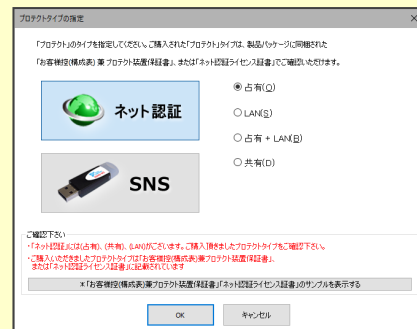 プロテクトタイプの指定
「プロテクト」のタイプを指定してください。ご購入された「プロテクト」タイプは、製品パッケージに同梱された
「お客様控(構成表) 兼 プロテクト装置保証書」、または「ネット認証ライセンス証書」でご確認いただけます。
ネット認証
SNS
占有(O)
LAN(S)
占有 + LAN(B)
共有(D)
ご確認下さい
・「ネット認証」には(占有)、(共有)、(LAN)がございます。ご購入頂きましたプロテクトタイプをご確認下さい。
・ご購入いただきましたプロテクトタイプは「お客様控(構成表)兼プロテクト装置保証書」、
または「ネット認証ライセンス証書」に記載されています
※「お客様控(構成表)兼プロテクト装置保証書」「ネット認証ライセンス証書」のサンプルを表示する
OK
キャンセル